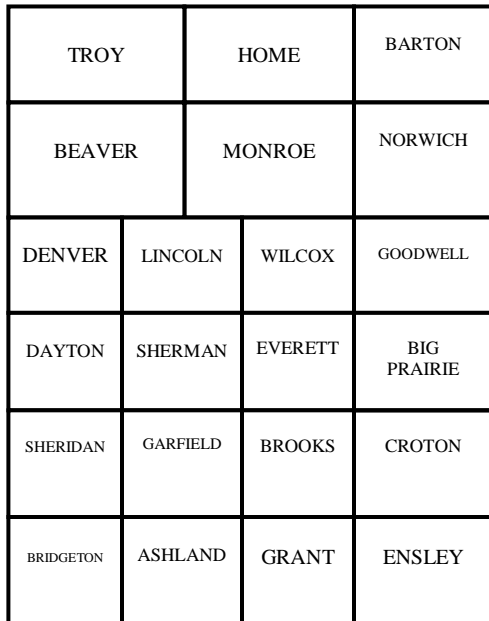 TROY
HOME
BARTON
BEAVER
MONROE
NORWICH
DENVER
LINCOLN
WILCOX
GOODWELL
DAYTON
SHERMAN
EVERETT
BIG
PRAIRIE
SHERIDAN
GARFIELD
BROOKS
CROTON
BRIDGETON
ASHLAND
GRANT
ENSLEY